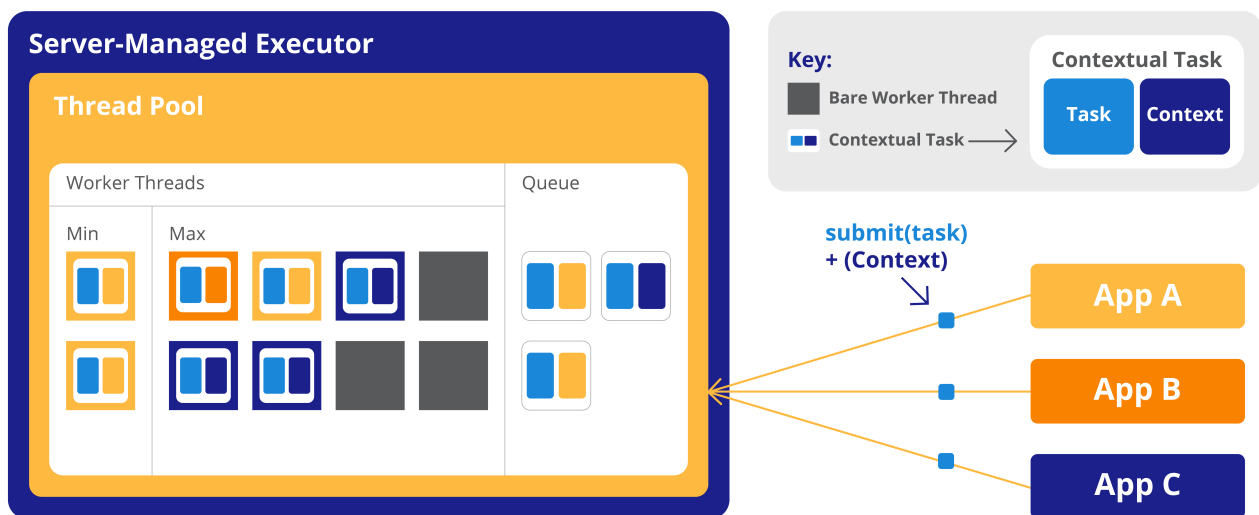 Server-Managed Executor
Thread Pool
Worker Threads
Queue
Min
Max
Key:
Bare Worker Thread
Contextual Task
Contextual Task
Task
Context
submit(task)
+ (Context)
App A
App B
App C